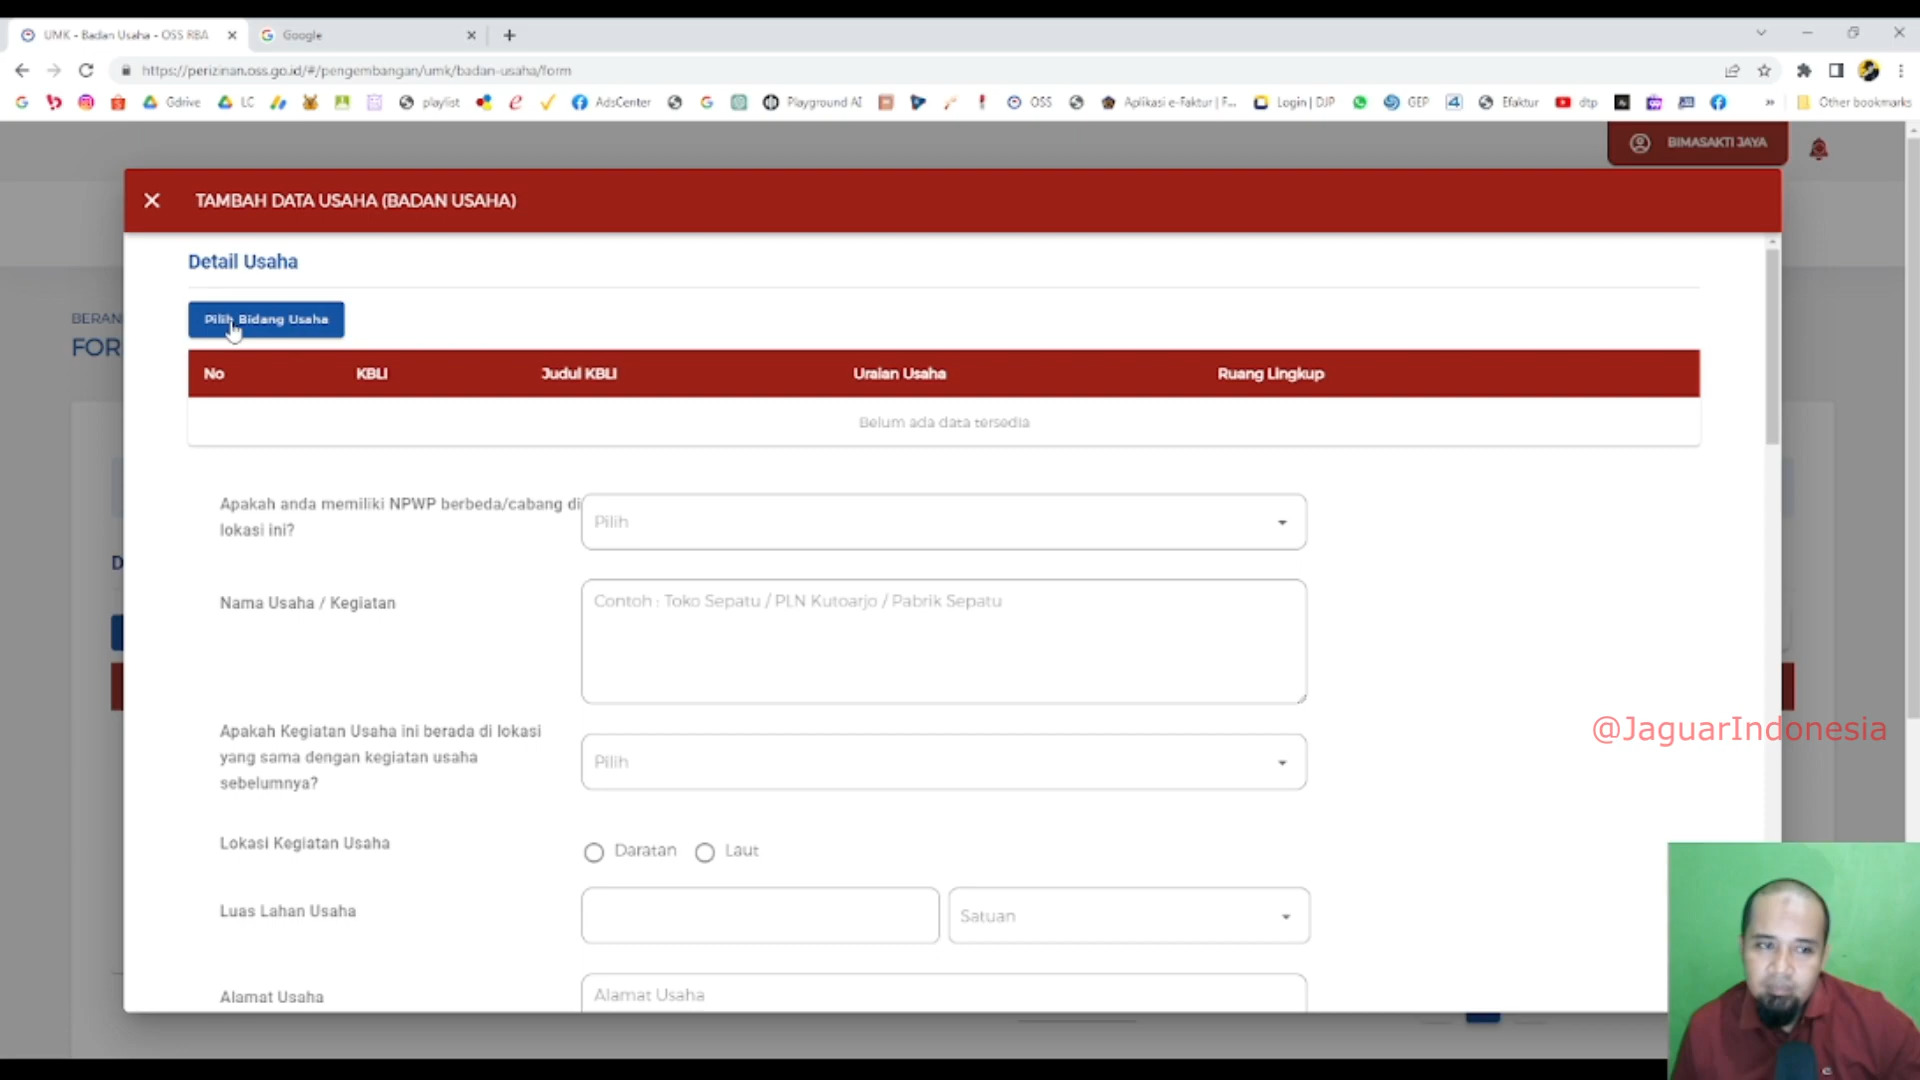 UMK - Badan Usaha - OSS RBA
Google
https://perizinan.oss.go.id/#/pengembangan/umk/badan-usaha/form
Gdrive LC playlist AdsCenter Playground AI OSS Aplikasi e-Faktur | F... Login | DJP GEP Efaktur dtp » Other bookmarks
BIMASAKTI JAYA
TAMBAH DATA USAHA (BADAN USAHA)
Detail Usaha
BERAN
Pilih Bidang Usaha
FOR
No KBLI Judul KBLI Uraian Usaha Ruang Lingkup
Belum ada data tersedia
Apakah anda memiliki NPWP berbeda/cabang di
lokasi ini?
Pilih
Nama Usaha / Kegiatan
Contoh : Toko Sepatu / PLN Kutoarjo / Pabrik Sepatu
Apakah Kegiatan Usaha ini berada di lokasi
yang sama dengan kegiatan usaha
sebelumnya?
Pilih
@JaguarIndonesia
Lokasi Kegiatan Usaha
Daratan Laut
Luas Lahan Usaha
Satuan
Alamat Usaha
Alamat Usaha